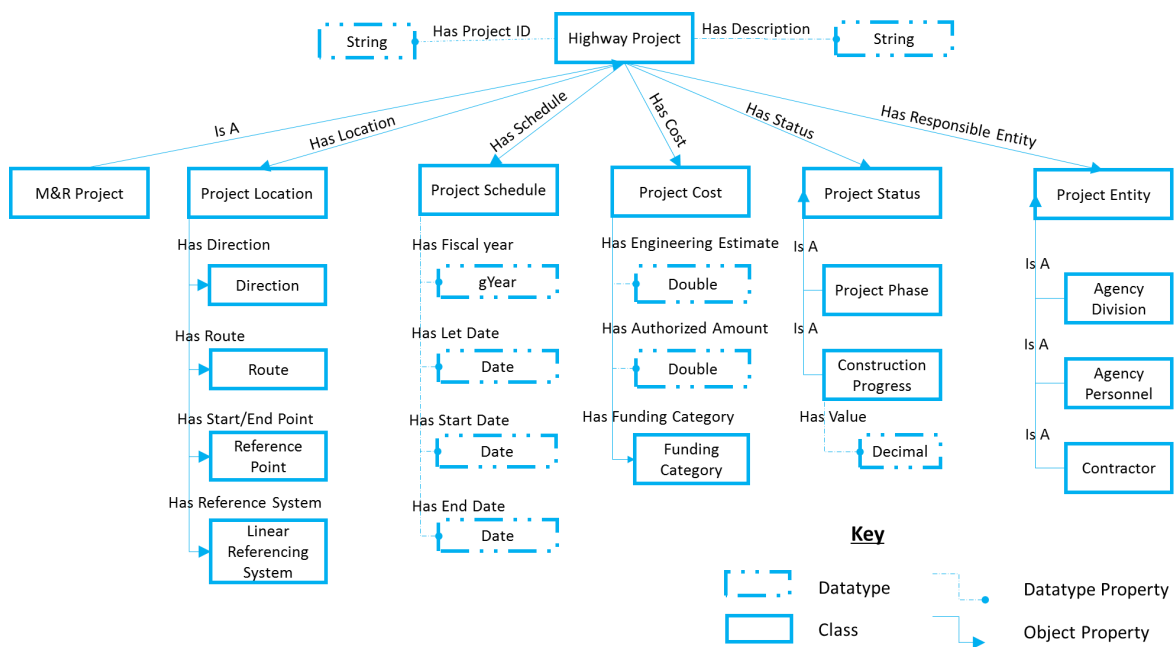 Has Project ID
String
Highway Project
Has Description
String
Is A
Has Location
Has Schedule
Has Cost
Has Status
Has Responsible Entity
M&R Project
Project Location
Project Schedule
Project Cost
Project Status
Project Entity
Has Direction
Direction
Has Route
Route
Has Start/End Point
Reference
Point
Has Reference System
Linear
Referencing
System
Has Fiscal year
gYear
Has Let Date
Date
Has Start Date
Date
Has End Date
Date
Has Engineering Estimate
Double
Has Authorized Amount
Double
Has Funding Category
Funding
Category
Is A
Project Phase
Is A
Construction
Progress
Has Value
Decimal
Is A
Agency
Division
Is A
Agency
Personnel
Is A
Contractor
Key
Datatype
Datatype Property
Class
Object Property